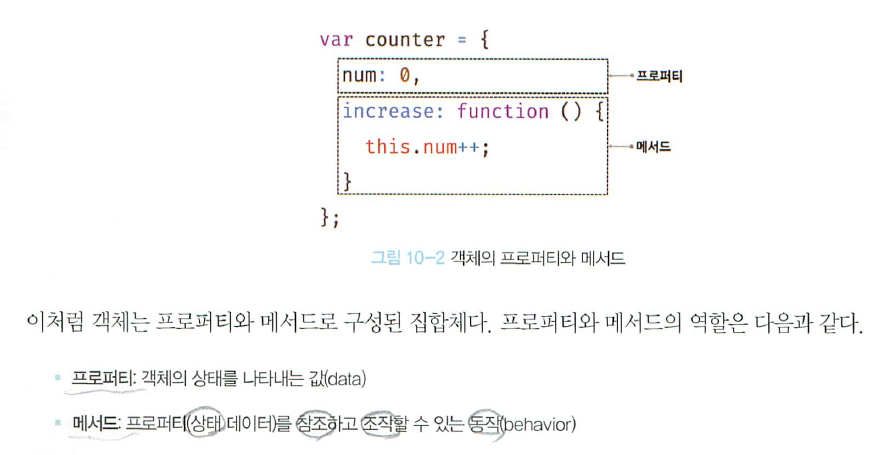 var counter = {
num: 0,
프로퍼티
increase: function () {
this.num++;
메서드
}
};
그림 10-2 객체의 프로퍼티와 메서드
이처럼 객체는 프로퍼티와 메서드로 구성된 집합체다. 프로퍼티와 메서드의 역할은 다음과 같다.
▪ 프로퍼티: 객체의 상태를 나타내는 값(data)
▪ 메서드: 프로퍼티(상태 데이터)를 참조하고 조작할 수 있는 동작(behavior)